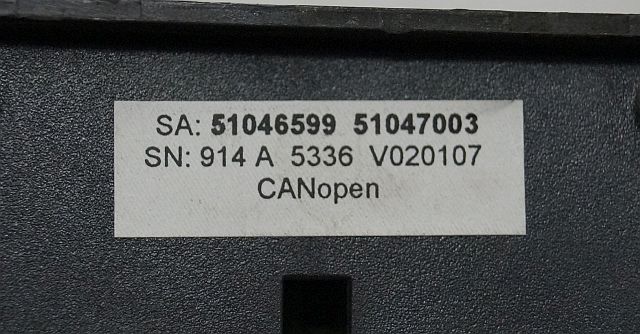 SA: 51046599 51047003
SN: 914 A 5336 V020107
CANopen